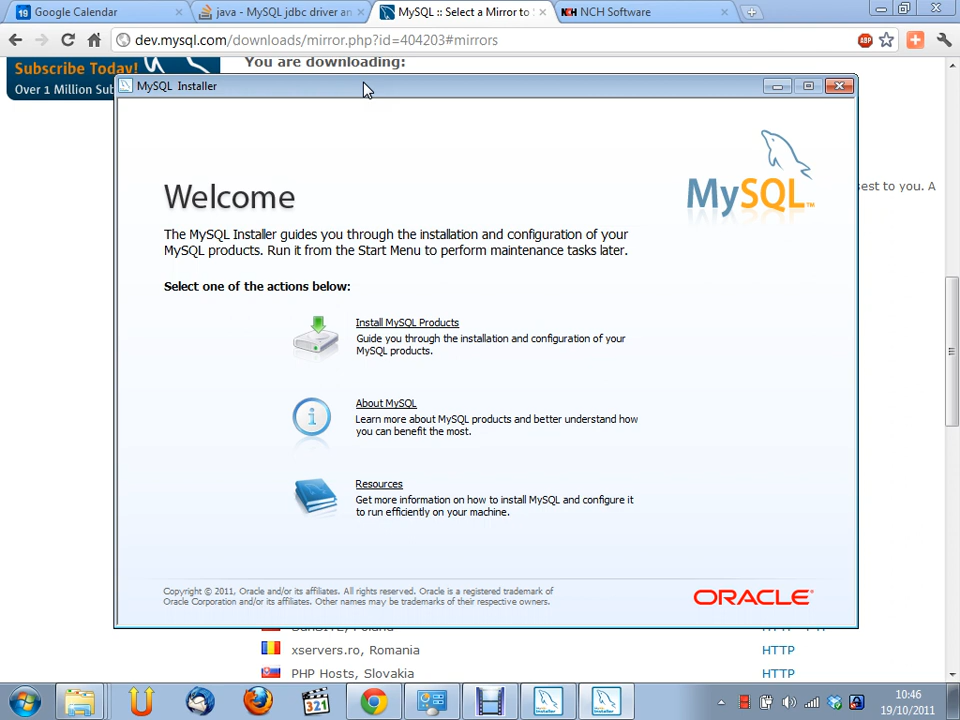 19 Google Calendar
java - MySQL jdbc driver an
MySQL :: Select a Mirror to
NCH NCH Software
dev.mysql.com/downloads/mirror.php?id=404203#mirrors
ABP
Subscribe Today!
Over 1 Million Sub
You are downloading:
MySQL Installer
MySQL™
sest to you. A
Welcome
The MySQL Installer guides you through the installation and configuration of your
MySQL products. Run it from the Start Menu to perform maintenance tasks later.
Select one of the actions below:
Install MySQL Products
Guide you through the installation and configuration of your
MySQL products.
About MySQL
Learn more about MySQL products and better understand how
you can benefit the most.
Resources
Get more information on how to install MySQL and configure it
to run efficiently on your machine.
Copyright © 2011, Oracle and/or its affiliates. All rights reserved. Oracle is a registered trademark of
Oracle Corporation and/or its affiliates. Other names may be trademarks of their respective owners.
ORACLE®
xservers.ro, Romania HTTP
PHP Hosts, Slovakia HTTP
321
10:46
19/10/2011